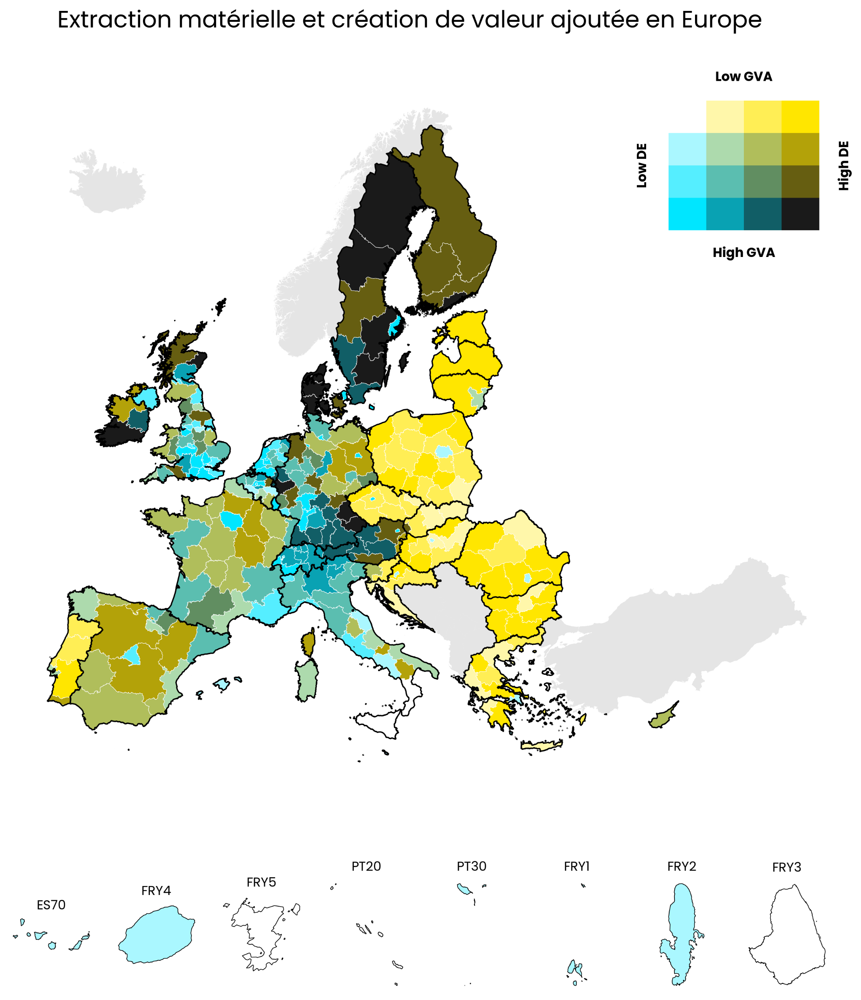 Extraction matérielle et création de valeur ajoutée en Europe
Low GVA
Low DE
High DE
High GVA
ES70
FRY4
FRY5
PT20
PT30
FRY1
FRY2
FRY3